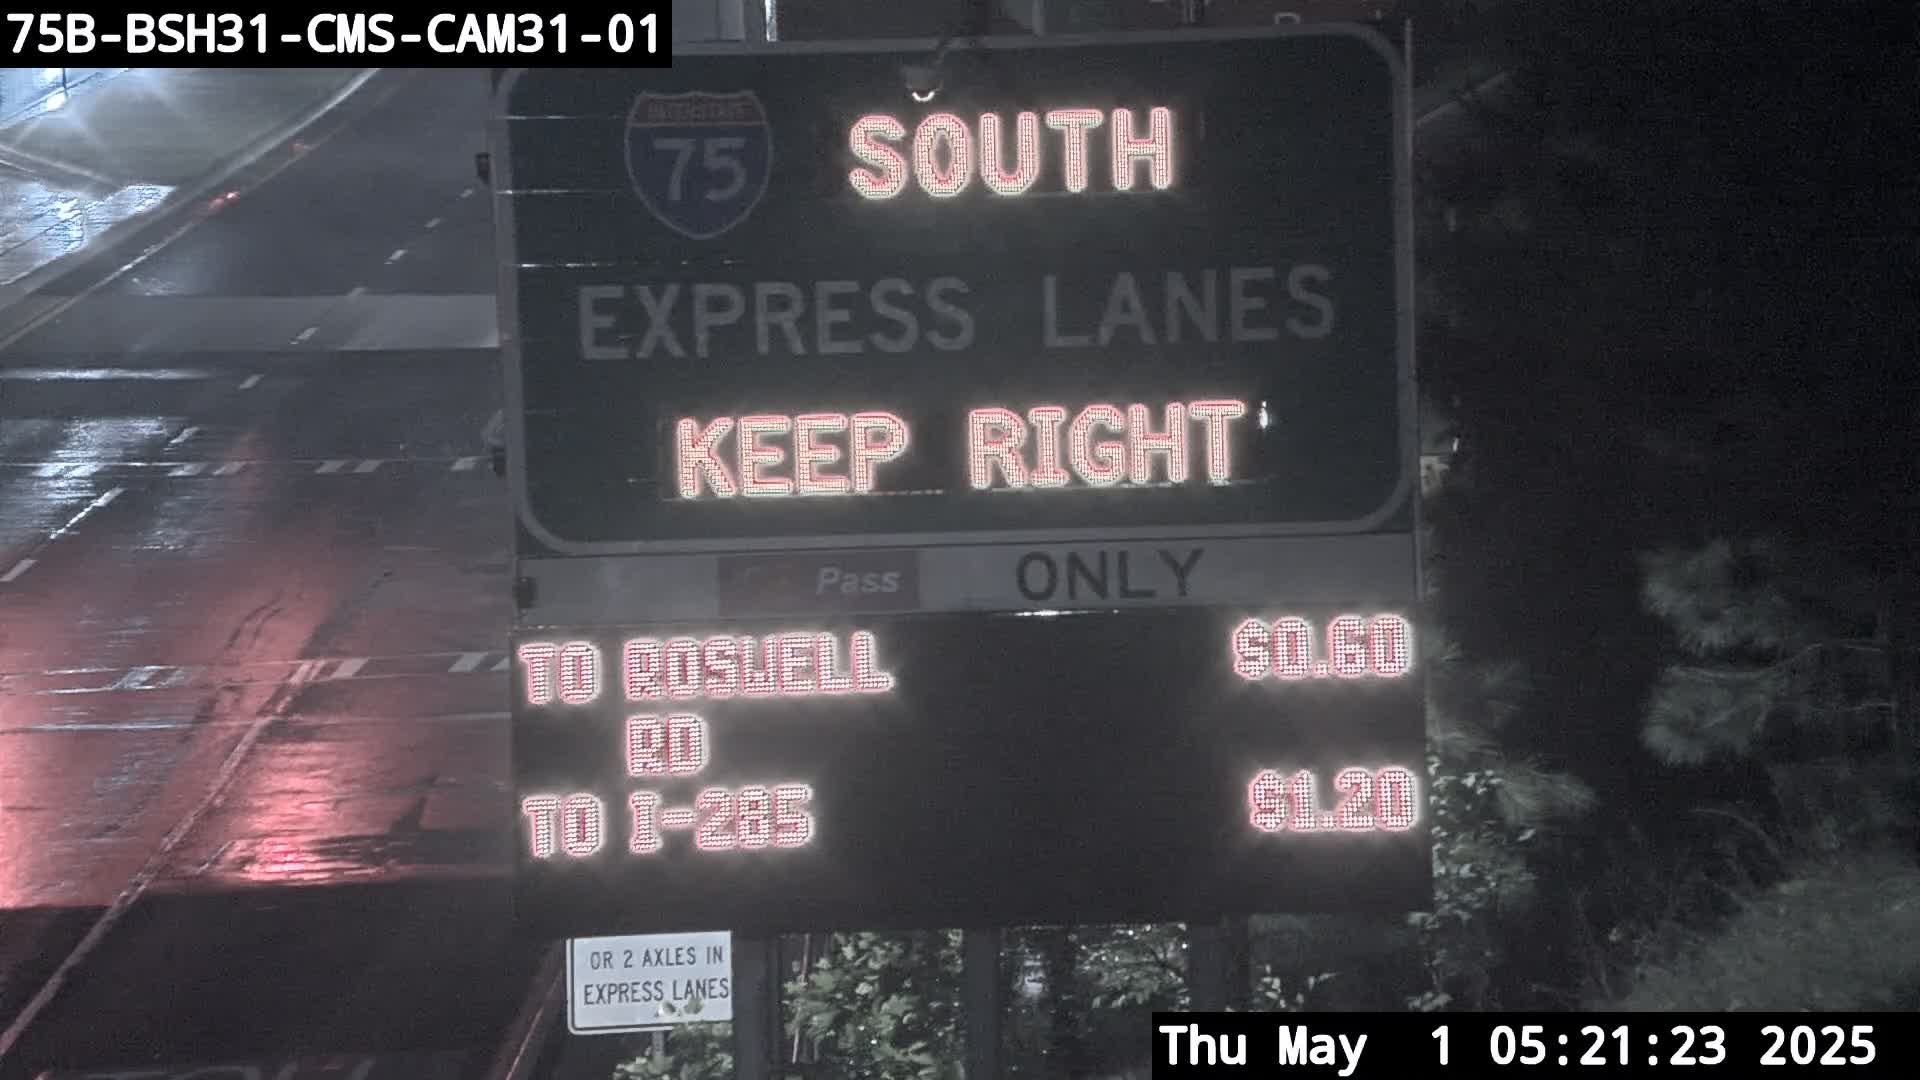 75B-BSH31-CMS-CAM31-01
INTERSTATE
75
SOUTH
EXPRESS LANES
KEEP RIGHT
Pass ONLY
TO ROSWELL $0.60
RD
TO I-285 $1.20
OR 2 AXLES IN
EXPRESS LANES
Thu May 1 05:21:23 2025